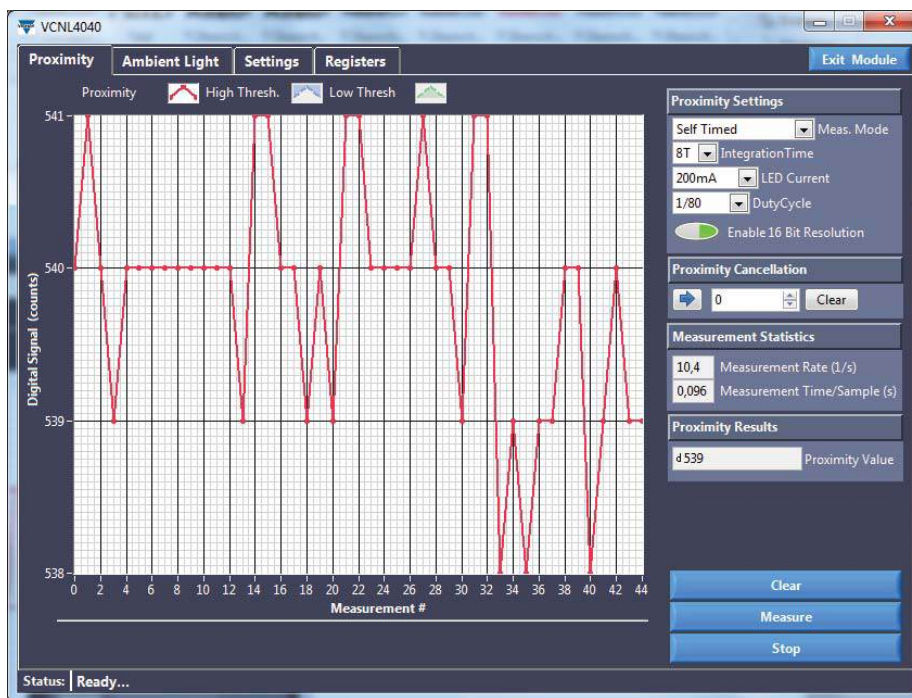 VCNL4040
Proximity Ambient Light Settings Registers Exit Module
Proximity High Thresh. Low Thresh
541
540
539
538
Digital Signal (counts)
0 2 4 6 8 10 12 14 16 18 20 22 24 26 28 30 32 34 36 38 40 42 44
Measurement #
Proximity Settings
Self Timed Meas. Mode
8T IntegrationTime
200mA LED Current
1/80 DutyCycle
Enable 16 Bit Resolution
Proximity Cancellation
0 Clear
Measurement Statistics
10,4 Measurement Rate (1/s)
0,096 Measurement Time/Sample (s)
Proximity Results
d 539 Proximity Value
Clear
Measure
Stop
Status: Ready...